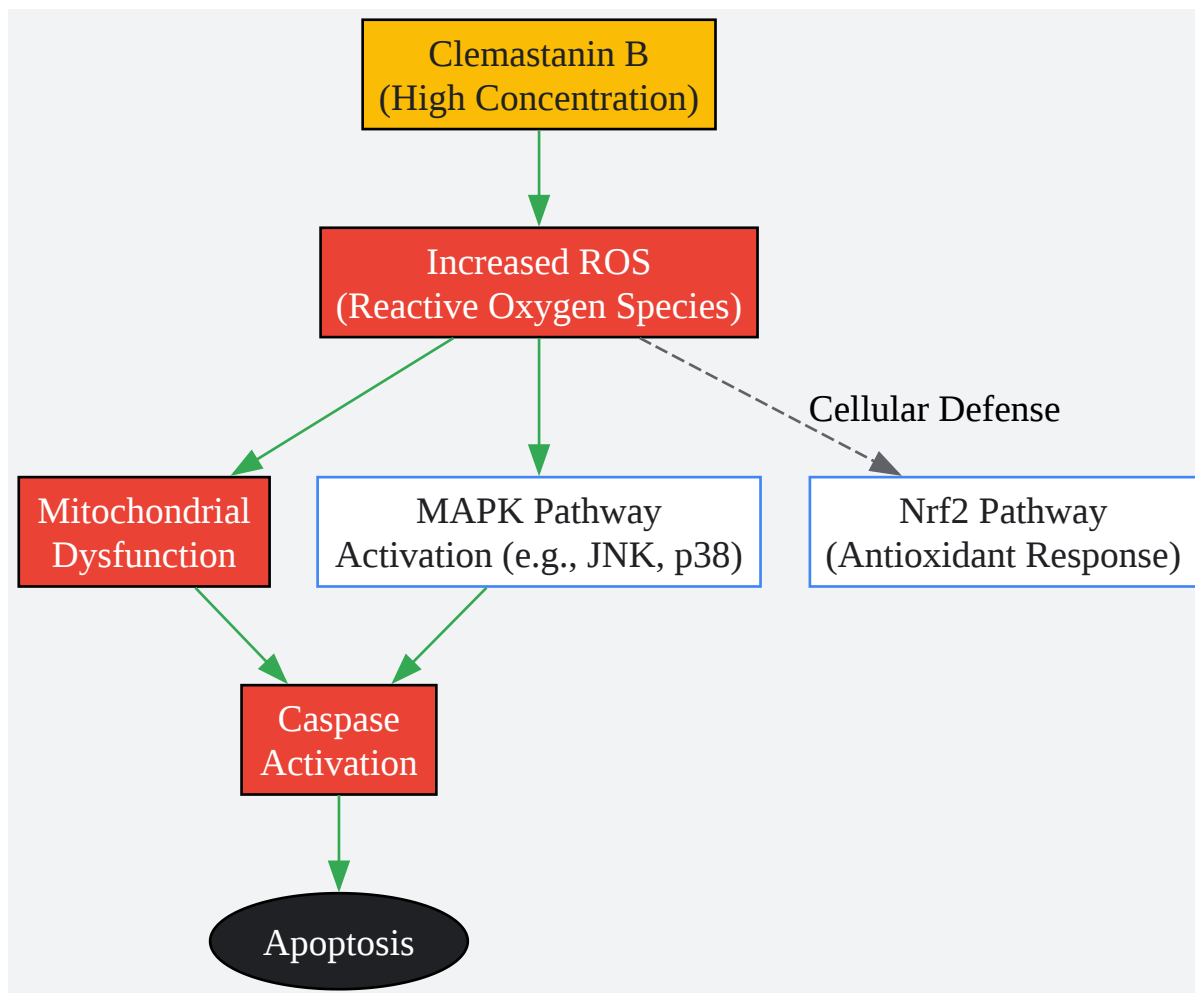 Clemastanin B
(High Concentration)
Increased ROS
(Reactive Oxygen Species)
Cellular Defense
Mitochondrial
Dysfunction
MAPK Pathway
Activation (e.g., JNK, p38)
Nrf2 Pathway
(Antioxidant Response)
Caspase
Activation
Apoptosis